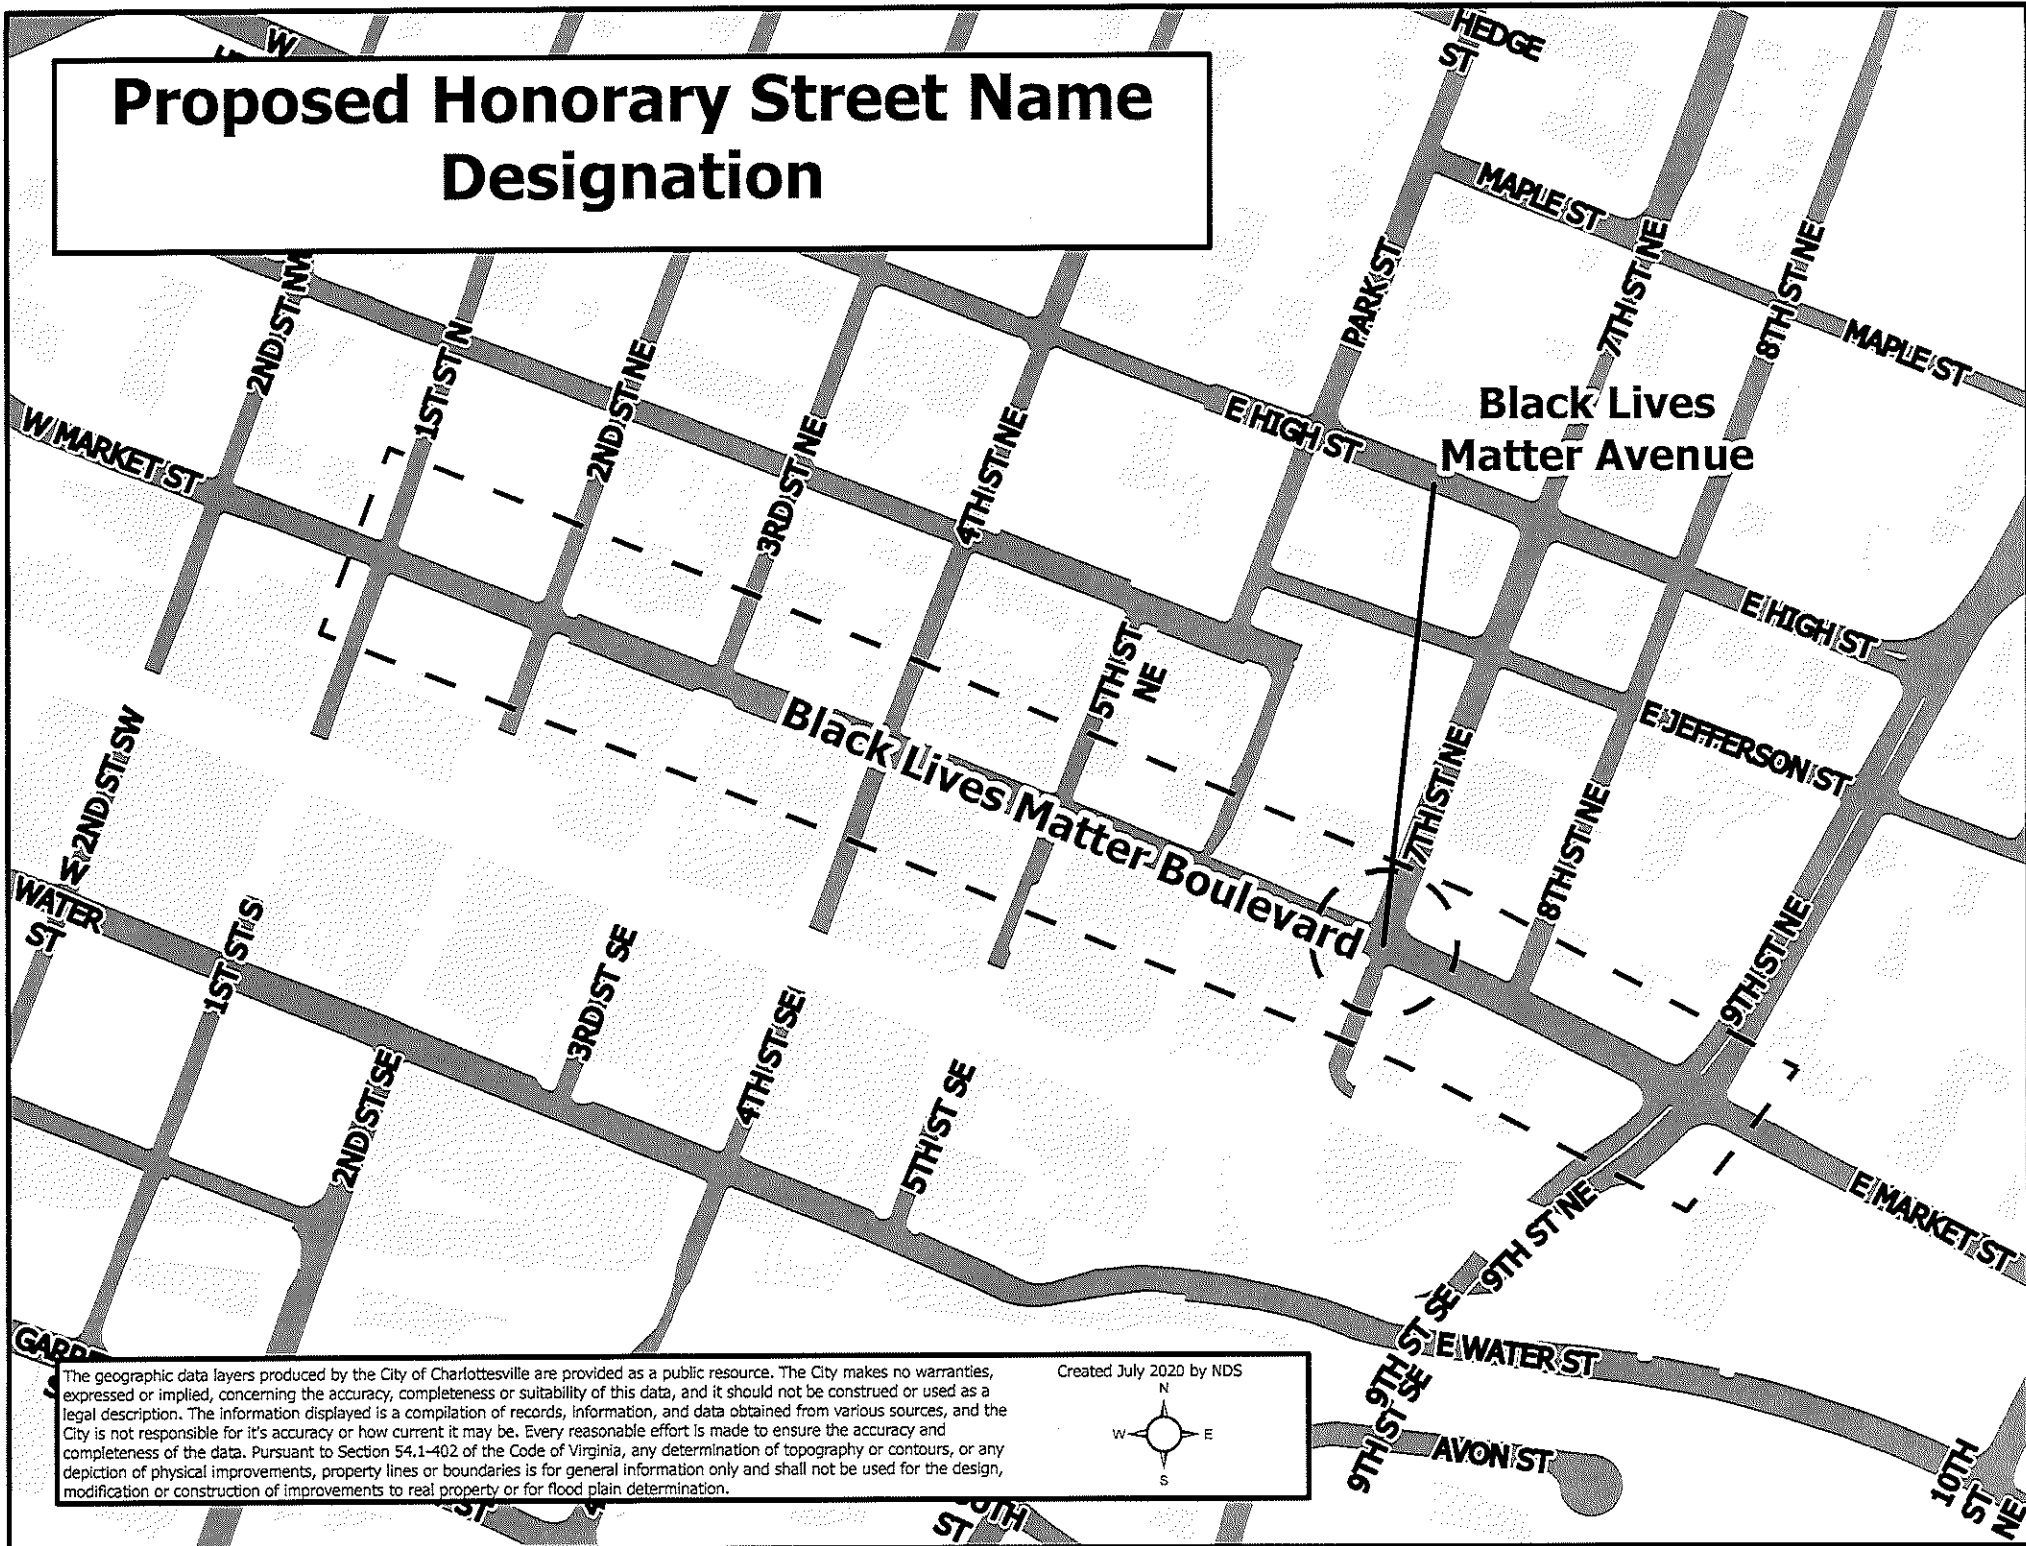 W
HEDGE
ST
Proposed Honorary Street Name
Designation
MAPLE ST
2ND ST NW
1ST ST N
2ND ST NE
3RD ST NE
4TH ST NE
PARK ST
7TH ST NE
8TH ST NE
MAPLE ST
W MARKET ST
E HIGH ST
Black Lives
Matter Avenue
E HIGH ST
5TH ST
NE
E JEFFERSON ST
Black Lives Matter Boulevard
7TH ST NE
8TH ST NE
9TH ST NE
2ND ST SW
W
WATER
ST
1ST ST S
2ND ST SE
3RD ST SE
4TH ST SE
5TH ST SE
E MARKET ST
9TH ST NE
9TH ST SE
9TH ST SE
E WATER ST
AVON ST
10TH
ST
NE
The geographic data layers produced by the City of Charlottesville are provided as a public resource. The City makes no warranties,
expressed or implied, concerning the accuracy, completeness or suitability of this data, and it should not be construed or used as a
legal description. The information displayed is a compilation of records, information, and data obtained from various sources, and the
City is not responsible for it's accuracy or how current it may be. Every reasonable effort is made to ensure the accuracy and
completeness of the data. Pursuant to Section 54.1-402 of the Code of Virginia, any determination of topography or contours, or any
depiction of physical improvements, property lines or boundaries is for general information only and shall not be used for the design,
modification or construction of improvements to real property or for flood plain determination.
Created July 2020 by NDS
N
W E
S
ST
ST